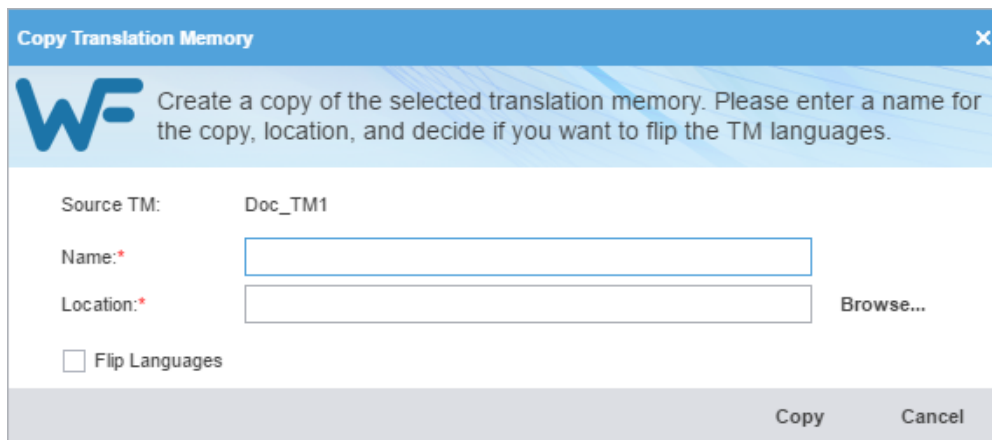 Copy Translation Memory
WF
Create a copy of the selected translation memory. Please enter a name for
the copy, location, and decide if you want to flip the TM languages.
Source TM: Doc_TM1
Name:*
Location:* Browse...
Flip Languages
Copy Cancel